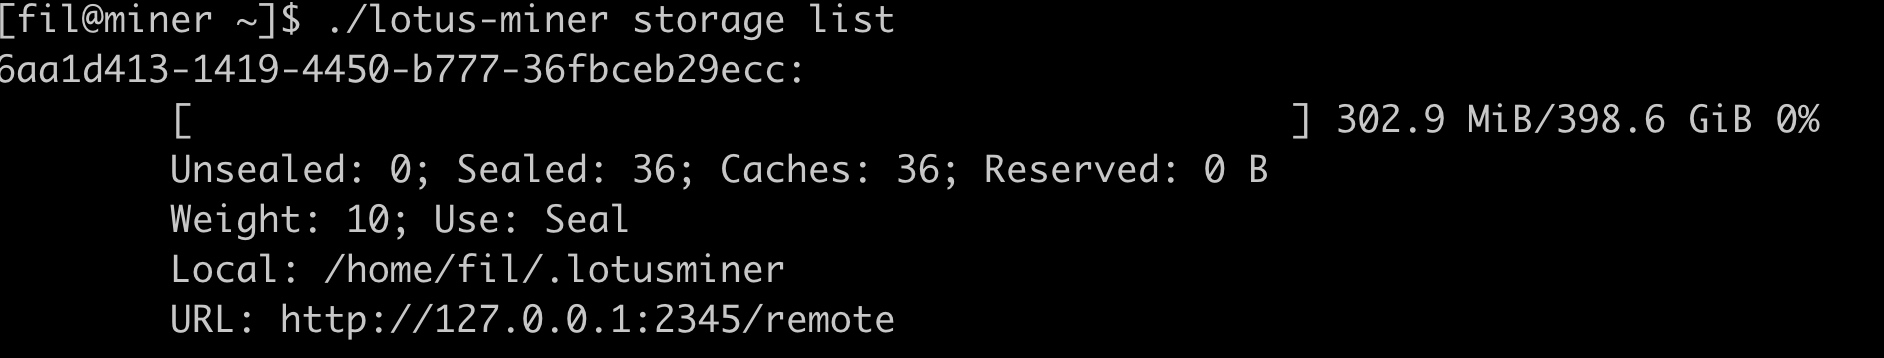 [fil@miner ~]$ ./lotus-miner storage list
6aa1d413-1419-4450-b777-36fbceb29ecc:
[ ] 302.9 MiB/398.6 GiB 0%
Unsealed: 0; Sealed: 36; Caches: 36; Reserved: 0 B
Weight: 10; Use: Seal
Local: /home/fil/.lotusminer
URL: http://127.0.0.1:2345/remote